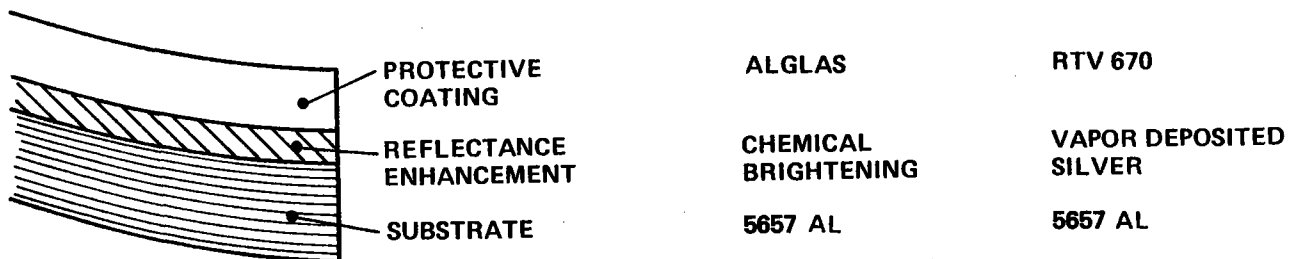 PROTECTIVE COATING ALGLAS RTV 670
REFLECTANCE ENHANCEMENT CHEMICAL BRIGHTENING VAPOR DEPOSITED SILVER
SUBSTRATE 5657 AL 5657 AL